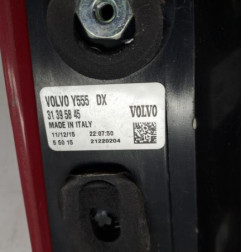 VOLVO Y555 DX
31 39 58 45
MADE IN ITALY
VOLVO
11/12/15 22:07:50
5 50 15 21220204